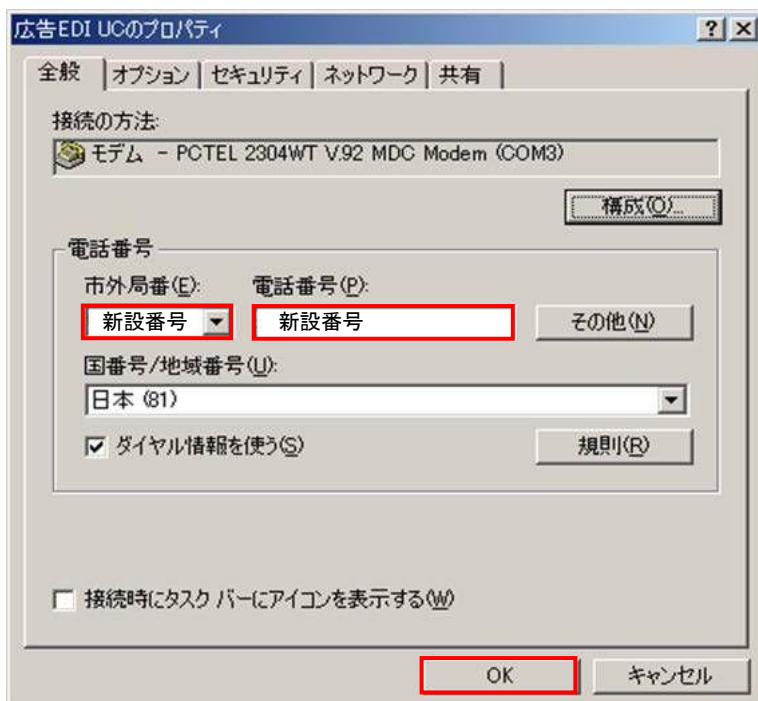 広告EDI UCのプロパティ
全般 オプション セキュリティ ネットワーク 共有
接続の方法:
モデム - PCTEL 2304WT V.92 MDC Modem (COM3)
構成(O)...
電話番号
市外局番(E): 電話番号(P):
新設番号 新設番号 その他(N)
国番号/地域番号(U):
日本 (81)
ダイヤル情報を使う(S) 規則(R)
接続時にタスク バーにアイコンを表示する(W)
OK キャンセル